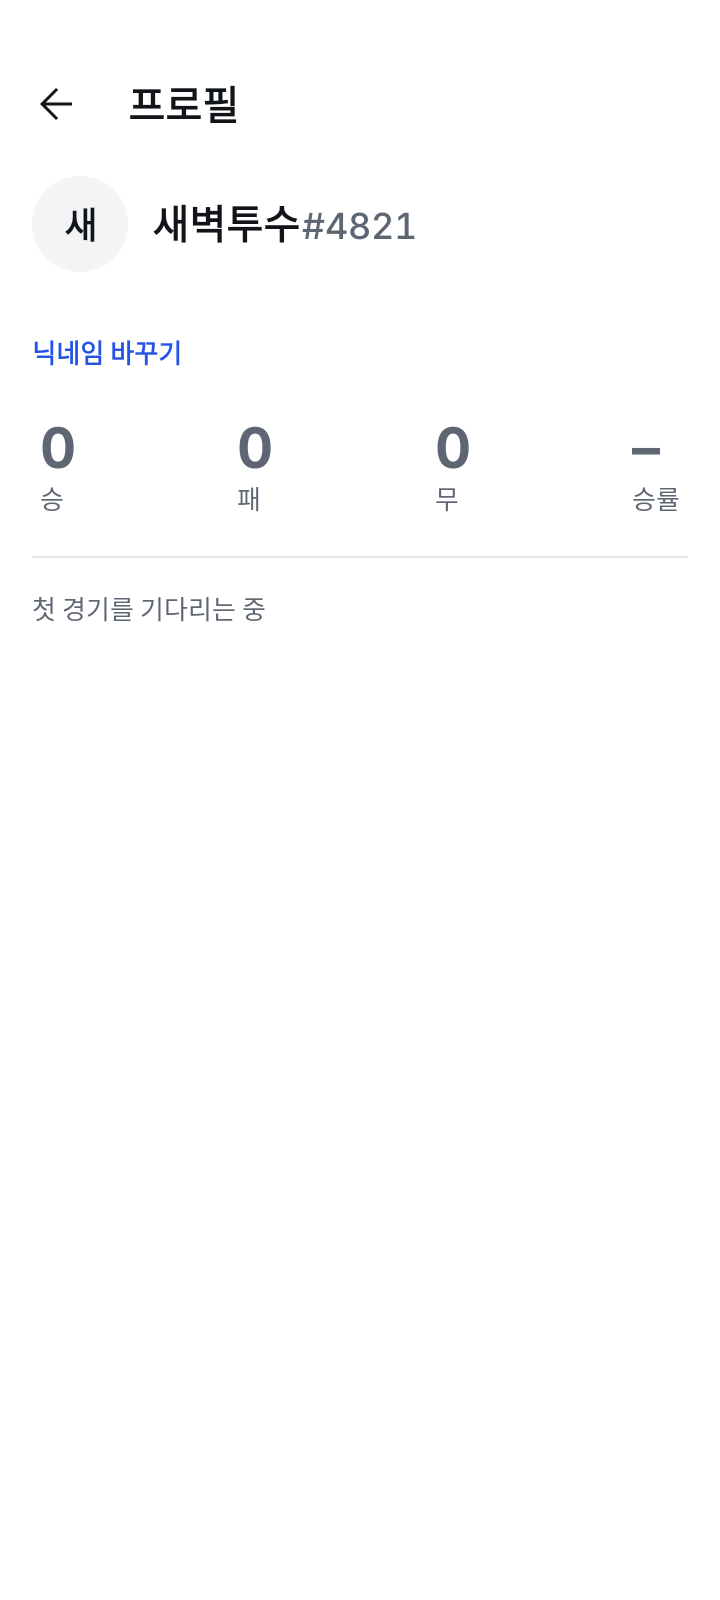 프로필
새
새벽투수#4821
닉네임 바꾸기
0 0 0 –
승 패 무 승률
첫 경기를 기다리는 중